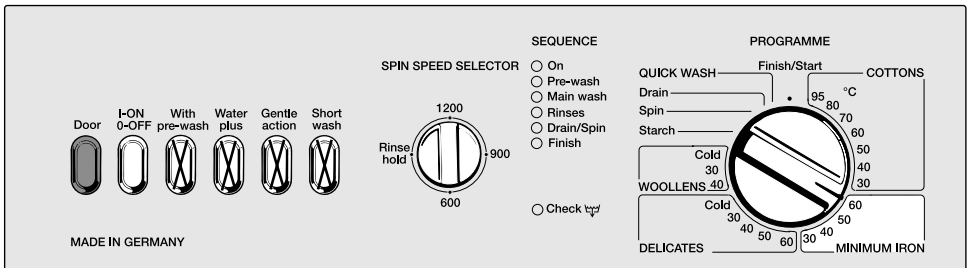 Door
I-ON
0-OFF
With
pre-wash
Water
plus
Gentle
action
Short
wash
MADE IN GERMANY
SPIN SPEED SELECTOR
1200
Rinse
hold
900
600
SEQUENCE
On
Pre-wash
Main wash
Rinses
Drain/Spin
Finish
Check
PROGRAMME
Finish/Start
QUICK WASH
Drain
Spin
Starch
COTTONS
°C
95
80
70
60
50
40
30
MINIMUM IRON
60
50
40
30
DELICATES
60
50
40
30
Cold
WOOLLENS
40
30
Cold